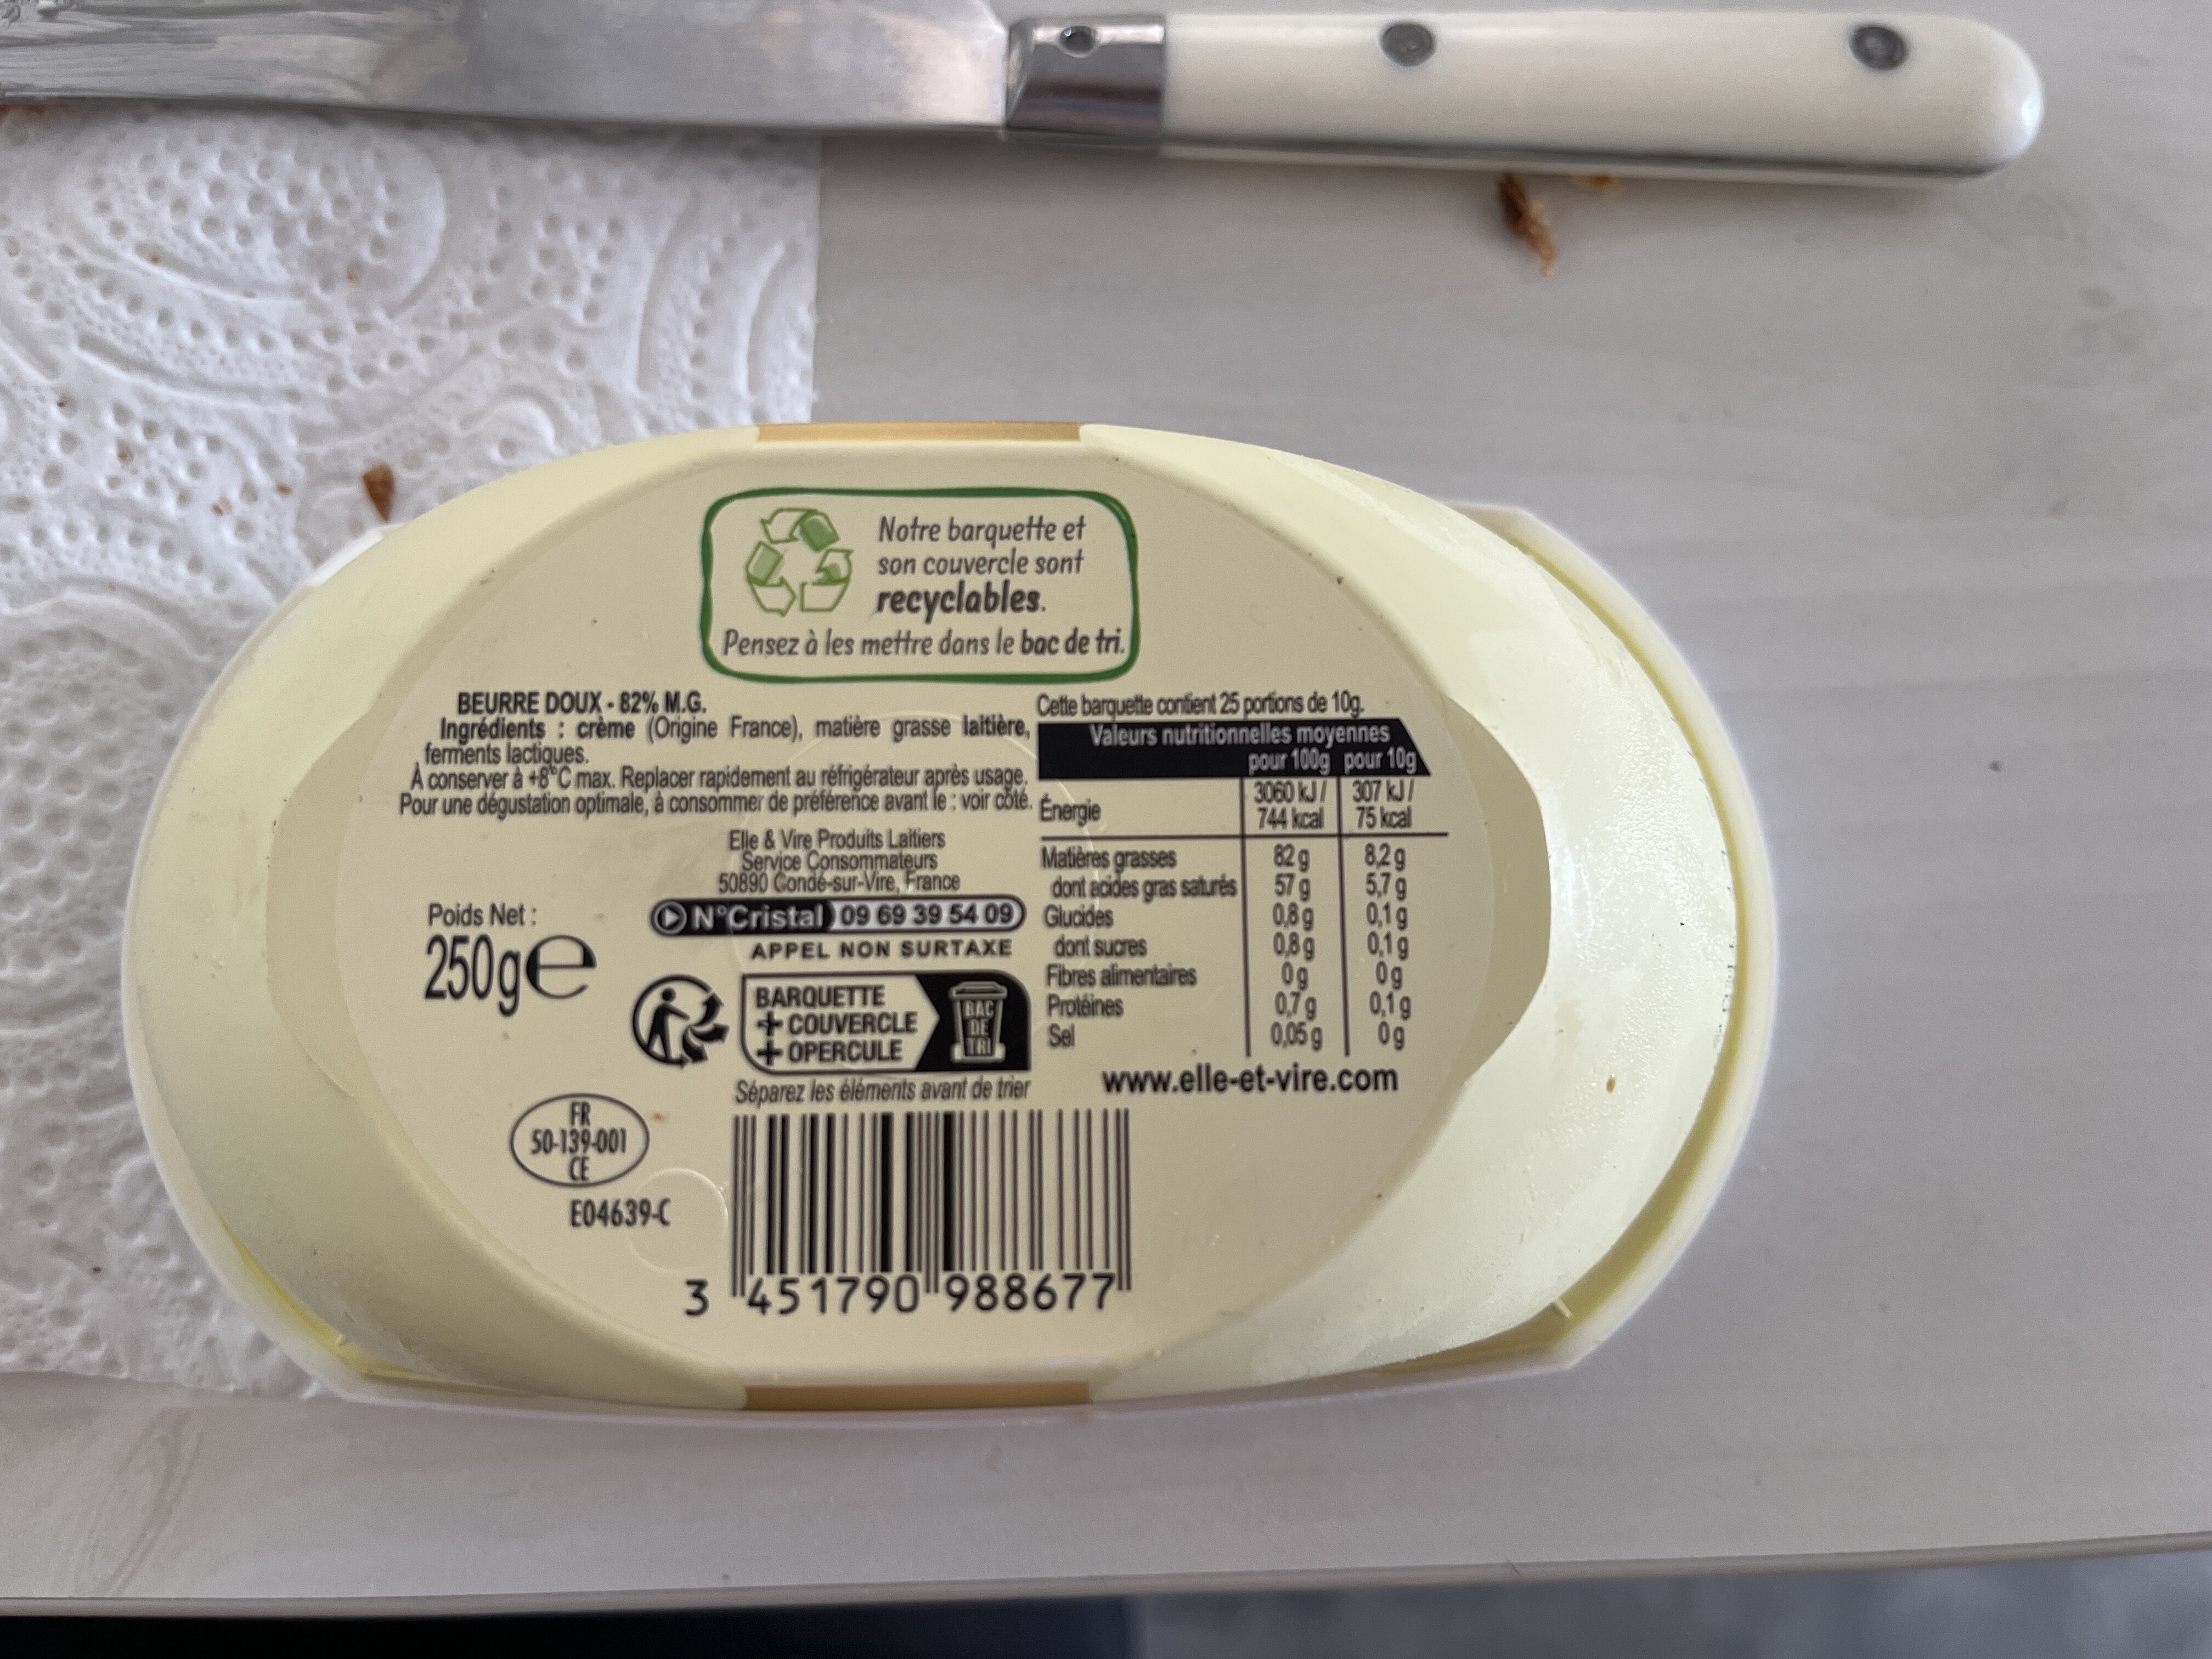 Notre barquette et
son couvercle sont
recyclables.
Pensez à les mettre dans le bac de tri.
BEURRE DOUX - 82% M.G.
Ingrédients : crème (Origine France), matière grasse laitière,
ferments lactiques.
À conserver à +8°C max. Replacer rapidement au réfrigérateur après usage.
Pour une dégustation optimale, à consommer de préférence avant le : voir côté.
Elle & Vire Produits Laitiers
Service Consommateurs
50890 Condé-sur-Vire, France
N°Cristal 09 69 39 54 09
APPEL NON SURTAXE
Poids Net :
250g℮
BARQUETTE
+ COUVERCLE
+ OPERCULE
BAC
DE
TRI
Séparez les éléments avant de trier
FR
50-139-001
CE
E04639-C
3 451790 988677
Cette barquette contient 25 portions de 10g.
Valeurs nutritionnelles moyennes
pour 100g pour 10g
Énergie 3060 kJ / 744 kcal 307 kJ / 75 kcal
Matières grasses 82 g 8,2 g
dont acides gras saturés 57 g 5,7 g
Glucides 0,8 g 0,1 g
dont sucres 0,8 g 0,1 g
Fibres alimentaires 0 g 0 g
Protéines 0,7 g 0,1 g
Sel 0,05 g 0 g
www.elle-et-vire.com